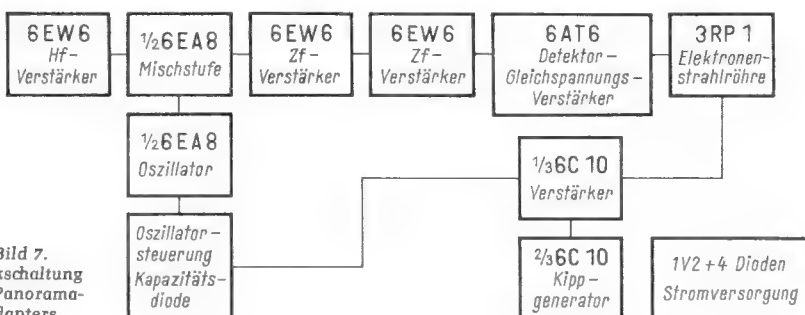 6EW6
Hf–
Verstärker
½6EA8
Mischstufe
6EW6
Zf–
Verstärker
6EW6
Zf–
Verstärker
6AT6
Detektor–
Gleichspannungs–
Verstärker
3RP1
Elektronen-
strahlröhre
½6EA8
Oszillator
Oszillator–
steuerung
Kapazitäts-
diode
⅓6C10
Verstärker
⅔6C10
Kipp–
generator
1V2+4 Dioden
Stromversorgung
Bild 7.